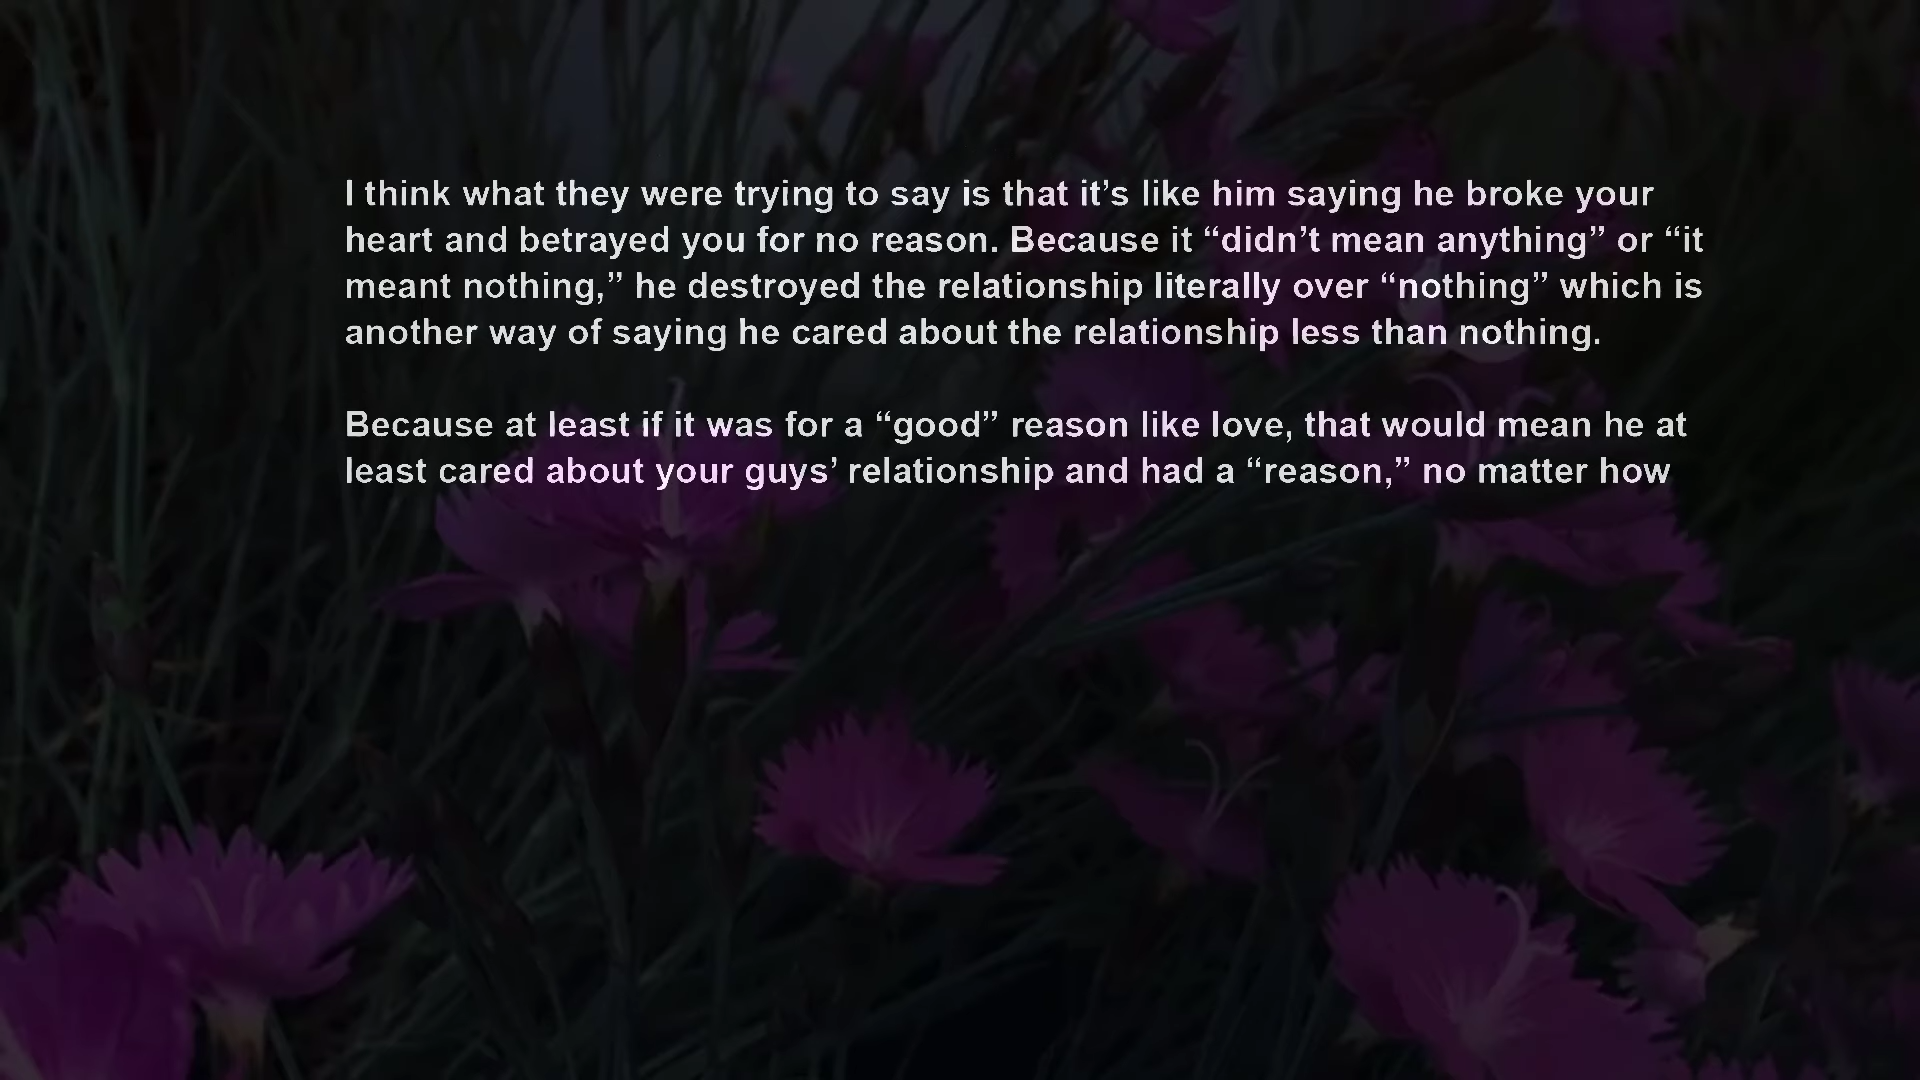 I think what they were trying to say is that it’s like him saying he broke your
heart and betrayed you for no reason. Because it “didn’t mean anything” or “it
meant nothing,” he destroyed the relationship literally over “nothing” which is
another way of saying he cared about the relationship less than nothing.
Because at least if it was for a “good” reason like love, that would mean he at
least cared about your guys’ relationship and had a “reason,” no matter how